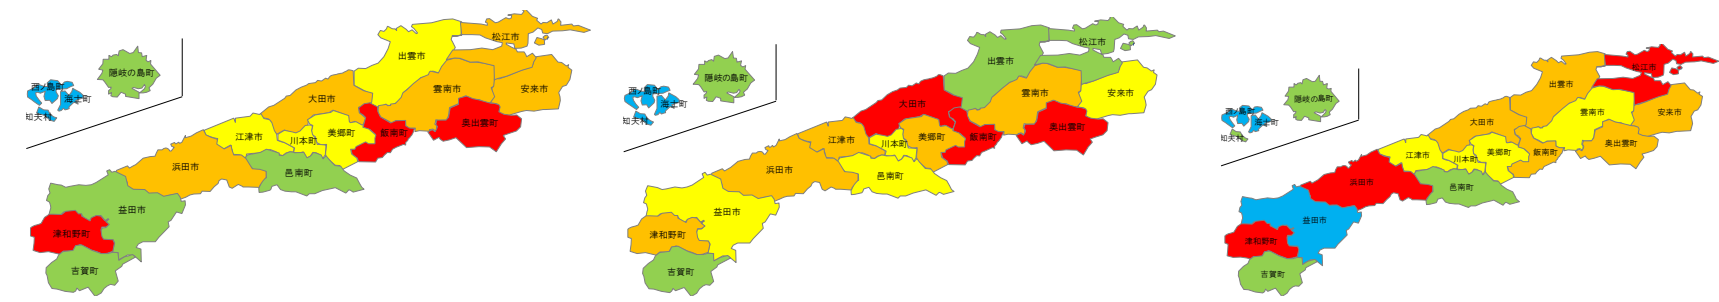 松江市
出雲市
隠岐の島町
西ノ島町
海士町
知夫村
雲南市
安来市
大田市
奥出雲町
飯南町
美郷町
江津市
川本町
浜田市
邑南町
益田市
津和野町
吉賀町
松江市
出雲市
隠岐の島町
西ノ島町
海士町
知夫村
雲南市
安来市
大田市
奥出雲町
飯南町
美郷町
江津市
川本町
浜田市
邑南町
益田市
津和野町
吉賀町
松江市
出雲市
隠岐の島町
西ノ島町
海士町
知夫村
雲南市
安来市
大田市
奥出雲町
飯南町
美郷町
江津市
川本町
浜田市
邑南町
益田市
津和野町
吉賀町